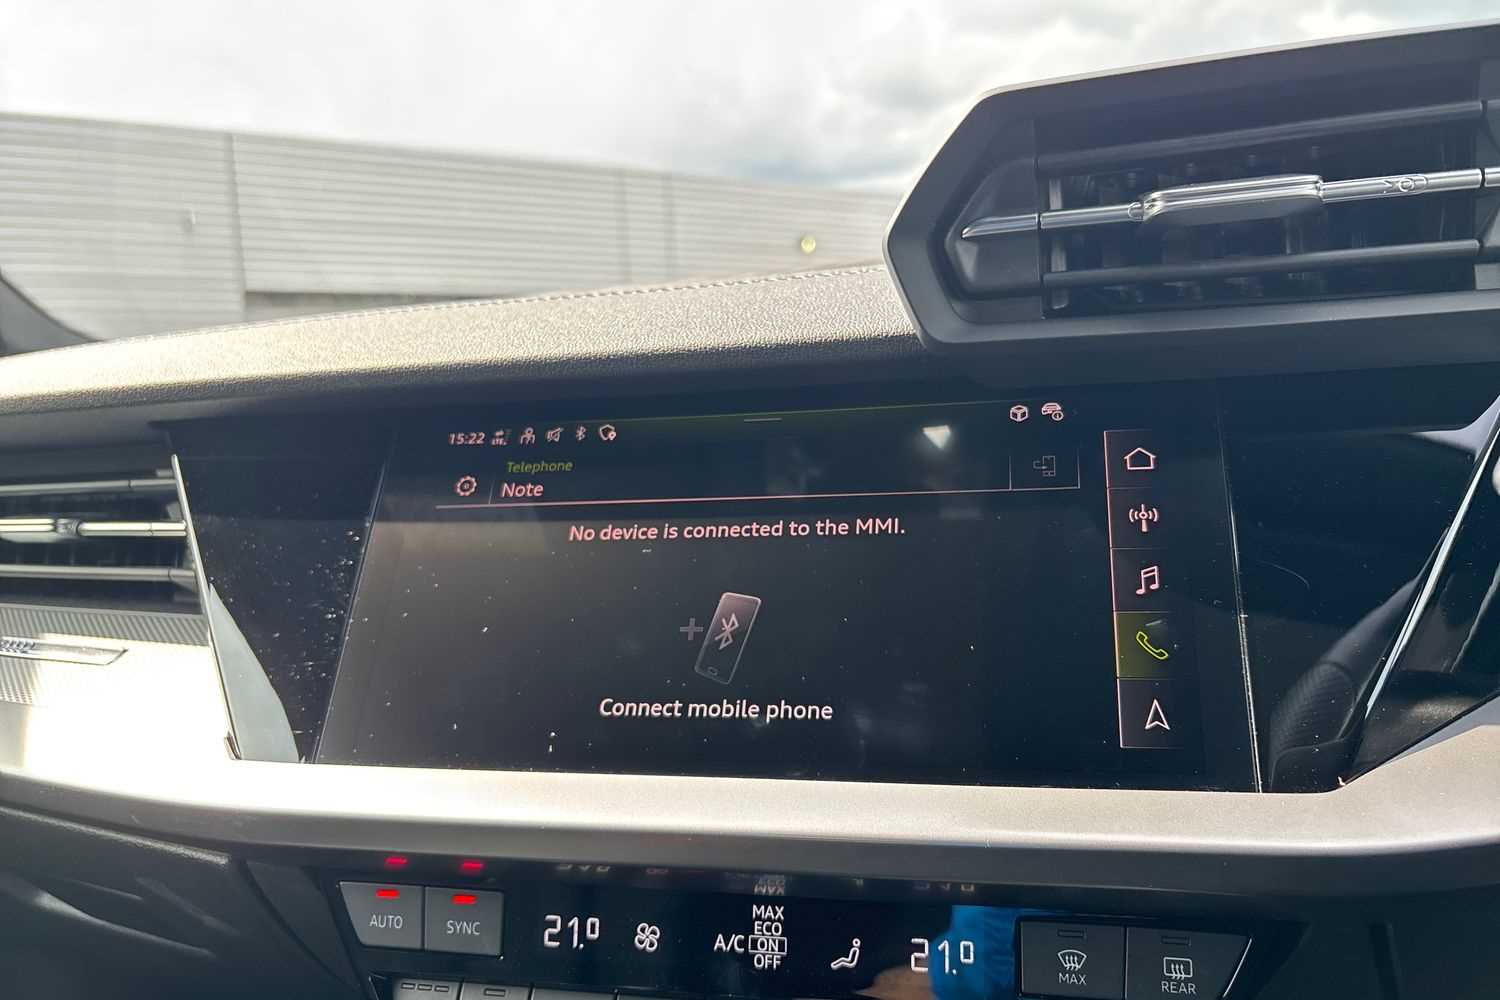 15:22
Telephone
Note
No device is connected to the MMI.
Connect mobile phone
AUTO
SYNC
21.0
A/C
MAX
ECO
ON
OFF
21.0
MAX
REAR